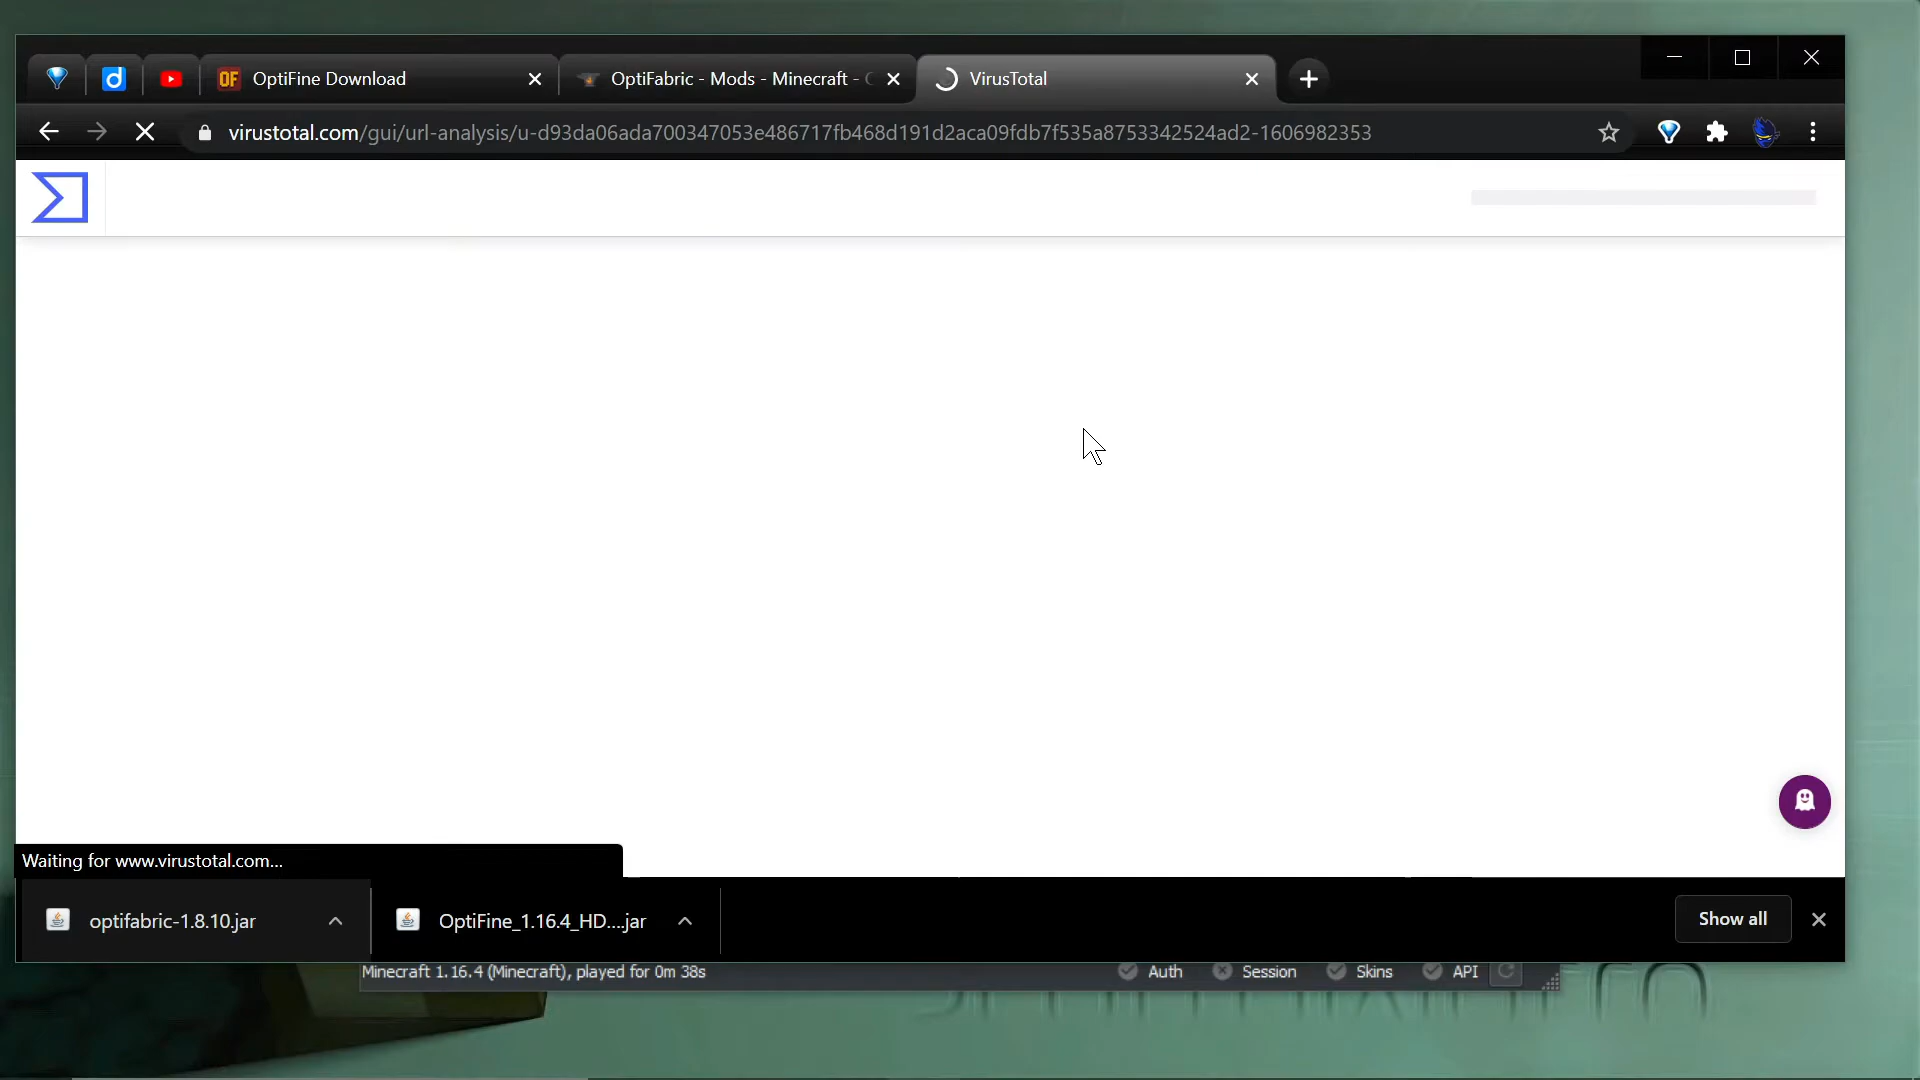 OF OptiFine Download
OptiFabric - Mods - Minecraft - C
VirusTotal
virustotal.com/gui/url-analysis/u-d93da06ada700347053e486717fb468d191d2aca09fdb7f535a8753342524ad2-1606982353
Waiting for www.virustotal.com...
optifabric-1.8.10.jar
OptiFine_1.16.4_HD....jar
Show all
Minecraft 1.16.4 (Minecraft), played for 0m 38s
Auth
Session
Skins
API